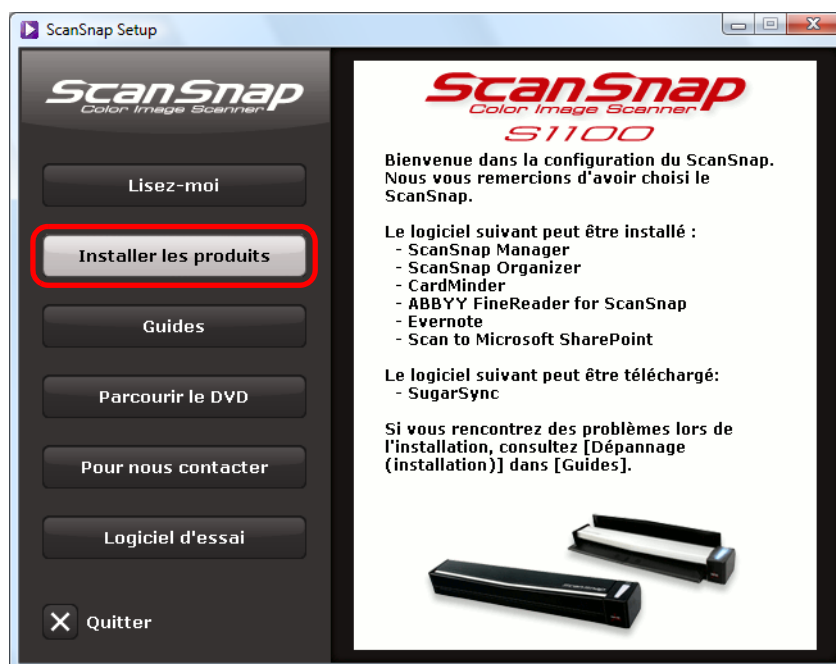 ScanSnap Setup
ScanSnap
Color Image Scanner
Lisez-moi
Installer les produits
Guides
Parcourir le DVD
Pour nous contacter
Logiciel d'essai
Quitter
ScanSnap
Color Image Scanner
S1100
Bienvenue dans la configuration du ScanSnap.
Nous vous remercions d'avoir choisi le
ScanSnap.
Le logiciel suivant peut être installé :
- ScanSnap Manager
- ScanSnap Organizer
- CardMinder
- ABBYY FineReader for ScanSnap
- Evernote
- Scan to Microsoft SharePoint
Le logiciel suivant peut être téléchargé:
- SugarSync
Si vous rencontrez des problèmes lors de
l'installation, consultez [Dépannage
(installation)] dans [Guides].
ScanSnap